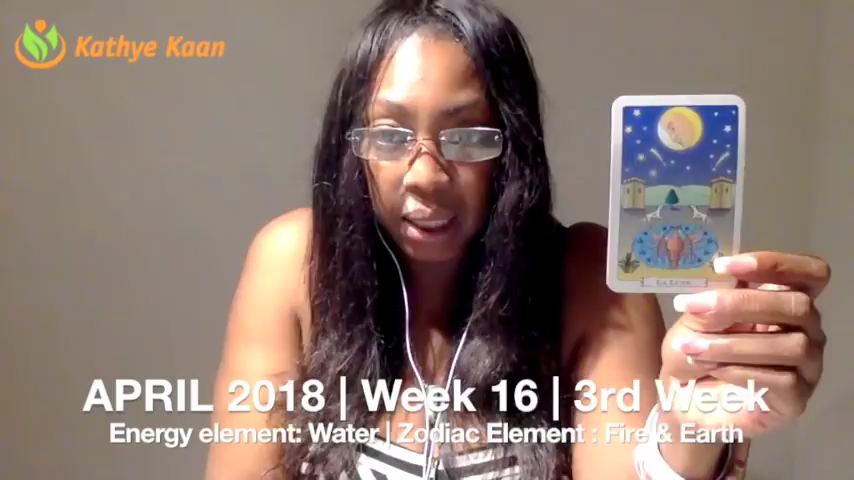 Kathye Kaan
APRIL 2018 | Week 16 | 3rd Week
Energy element: Water | Zodiac Element : Fire & Earth